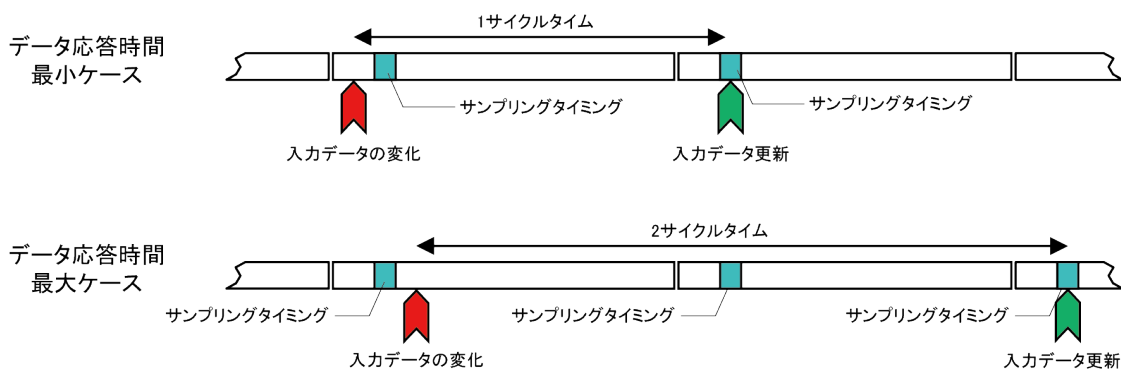 1サイクルタイム
データ応答時間
最小ケース
サンプリングタイミング
サンプリングタイミング
入力データの変化
入力データ更新
2サイクルタイム
データ応答時間
最大ケース
サンプリングタイミング
サンプリングタイミング
サンプリングタイミング
入力データの変化
入力データ更新